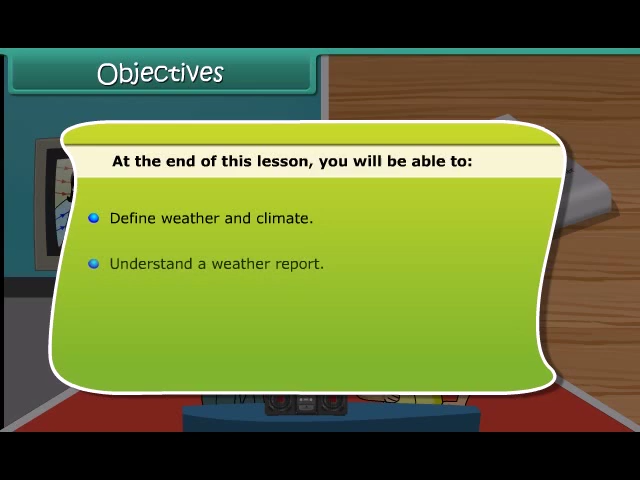 Objectives
At the end of this lesson, you will be able to:
Define weather and climate.
Understand a weather report.